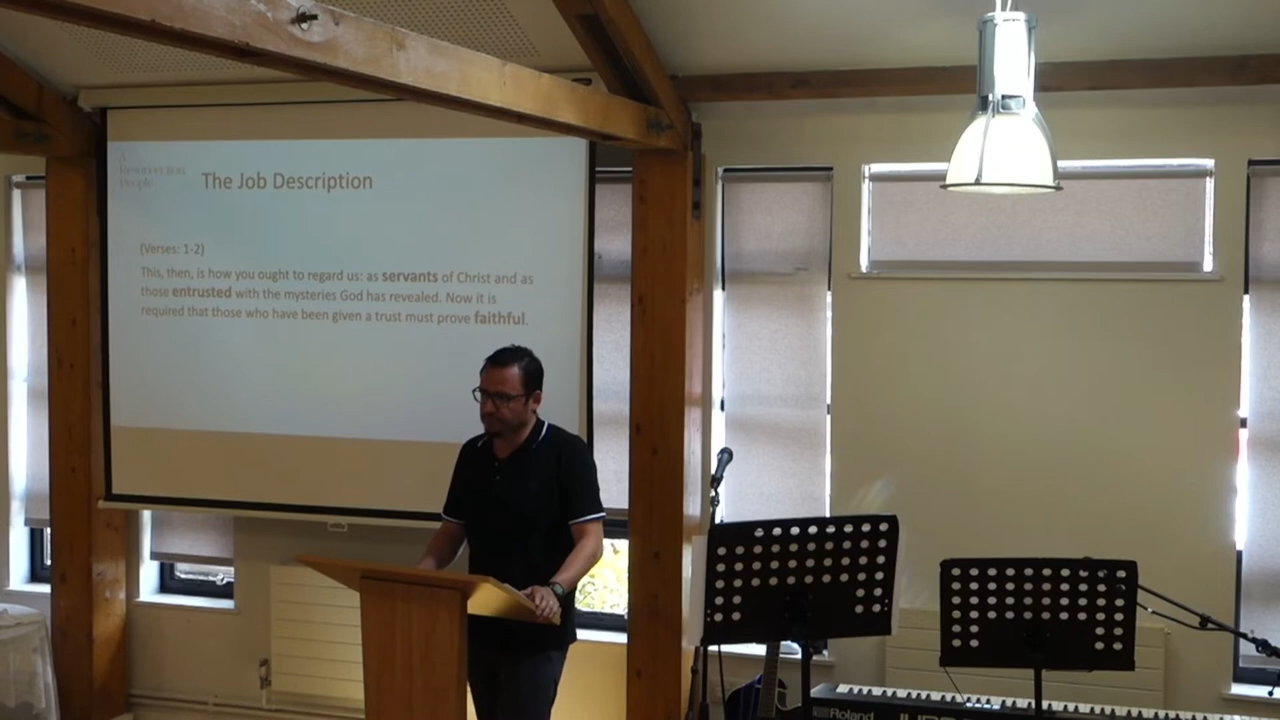 A
Resurrection
People
The Job Description
(Verses: 1-2)
This, then, is how you ought to regard us: as servants of Christ and as
those entrusted with the mysteries God has revealed. Now it is
required that those who have been given a trust must prove faithful.
Roland